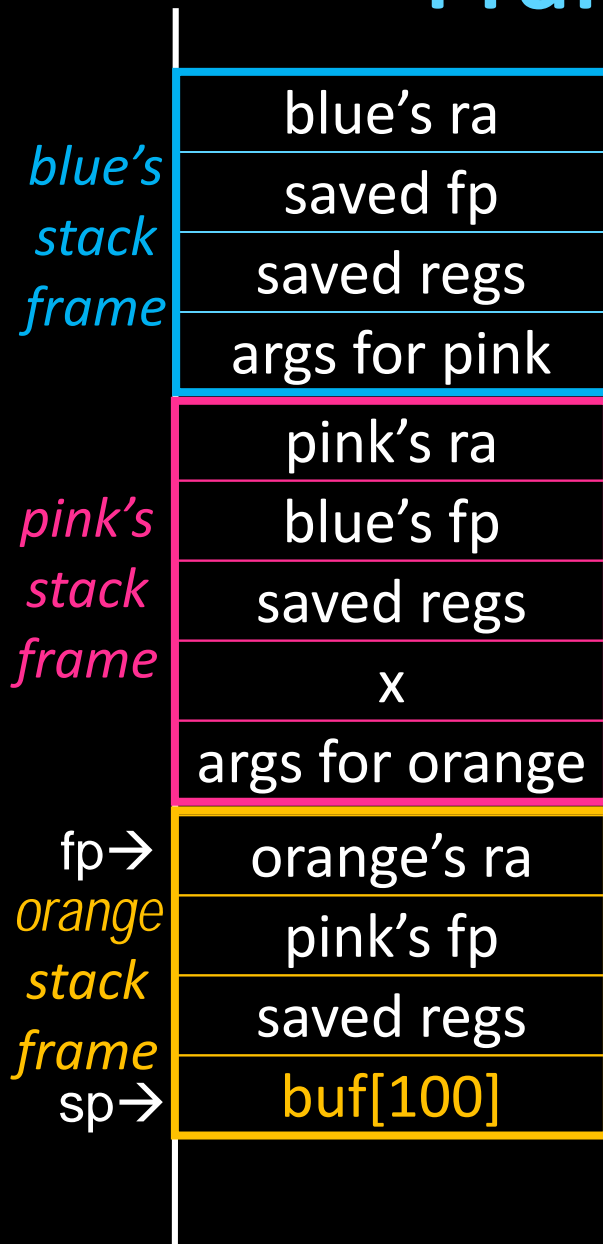 blue's ra
blue's
saved fp
stack
saved regs
frame
args for pink
pink's ra
pink's
blue's fp
stack
saved regs
frame
x
args for orange
fp→
orange's ra
orange
pink's fp
stack
saved regs
frame
sp→
buf[100]